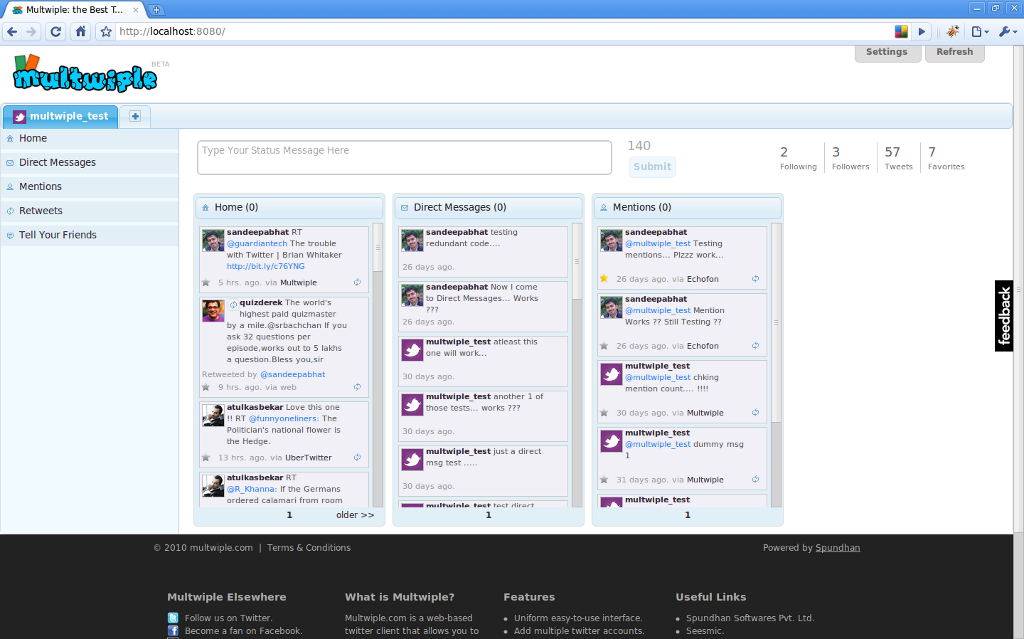 Multwiple: the Best T...
http://localhost:8080/
multwiple
BETA
Settings
Refresh
multwiple_test
Home
Direct Messages
Mentions
Retweets
Tell Your Friends
Type Your Status Message Here
140
Submit
2
Following
3
Followers
57
Tweets
7
Favorites
Home (0)
sandeepabhat RT
@guardiantech The trouble
with Twitter | Brian Whitaker
http://bit.ly/c76YNG
5 hrs. ago. via Multwiple
quizderek The world's
highest paid quizmaster
by a mile.@srbachchan If you
ask 32 questions per
episode,works out to 5 lakhs
a question.Bless you,sir
Retweeted by @sandeepabhat
9 hrs. ago. via web
atulkasbekar Love this one
!! RT @funnyoneliners: The
Politician's national flower is
the Hedge.
13 hrs. ago. via UberTwitter
atulkasbekar RT
@R_Khanna: If the Germans
ordered calamari from room
1
older >>
Direct Messages (0)
sandeepabhat testing
redundant code....
26 days ago.
sandeepabhat Now I come
to Direct Messages... Works
???
26 days ago.
multwiple_test atleast this
one will work...
30 days ago.
multwiple_test another 1 of
those tests... works ???
30 days ago.
multwiple_test just a direct
msg test .....
30 days ago.
multwiple_test test direct
1
Mentions (0)
sandeepabhat
@multwiple_test Testing
mentions... Plzzz work...
26 days ago. via Echofon
sandeepabhat
@multwiple_test Mention
Works ?? Still Testing ??
26 days ago. via Echofon
multwiple_test
@multwiple_test chking
mention count.... !!!!
30 days ago. via Multwiple
multwiple_test
@multwiple_test dummy msg
1
31 days ago. via Multwiple
multwiple_test
1
feedback
© 2010 multwiple.com | Terms & Conditions
Powered by Spundhan
Multwiple Elsewhere
Follow us on Twitter.
Become a fan on Facebook.
What is Multwiple?
Multwiple.com is a web-based
twitter client that allows you to
Features
Uniform easy-to-use interface.
Add multiple twitter accounts.
Useful Links
Spundhan Softwares Pvt. Ltd.
Seesmic.